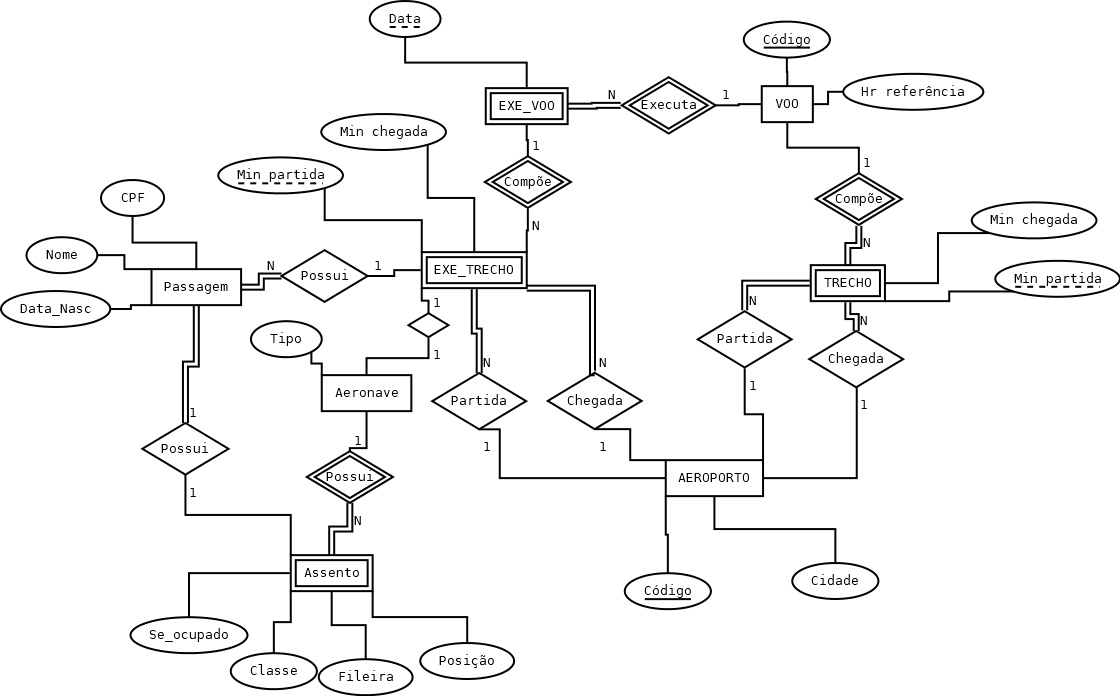 Data
Código
EXE_VOO
N
Executa
1
VOO
Hr referência
Min chegada
1
Compõe
N
1
Compõe
N
Min partida
CPF
Nome
Data_Nasc
Passagem
N
Possui
1
EXE_TRECHO
Min chegada
Min partida
TRECHO
N
Partida
1
N
Chegada
1
1
1
Tipo
Aeronave
N
Partida
1
N
Chegada
1
1
Possui
1
1
Possui
N
AEROPORTO
Código
Cidade
Assento
Se_ocupado
Classe
Fileira
Posição